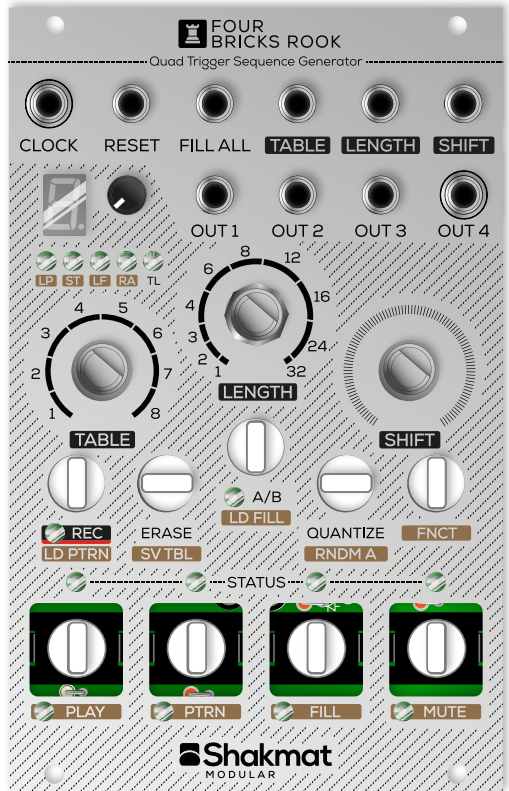 FOUR
BRICKS ROOK
Quad Trigger Sequence Generator
CLOCK RESET FILL ALL TABLE LENGTH SHIFT
8.
OUT 1 OUT 2 OUT 3 OUT 4
LP ST LF RA TL
1 2 3 4 6 8 12 16 24 32
LENGTH
1 2 3 4 5 6 7 8
TABLE
SHIFT
A/B
LD FILL
REC ERASE QUANTIZE FNCT
LD PTRN SV TBL RNDM A
STATUS
PLAY PTRN FILL MUTE
Shakmat
MODULAR